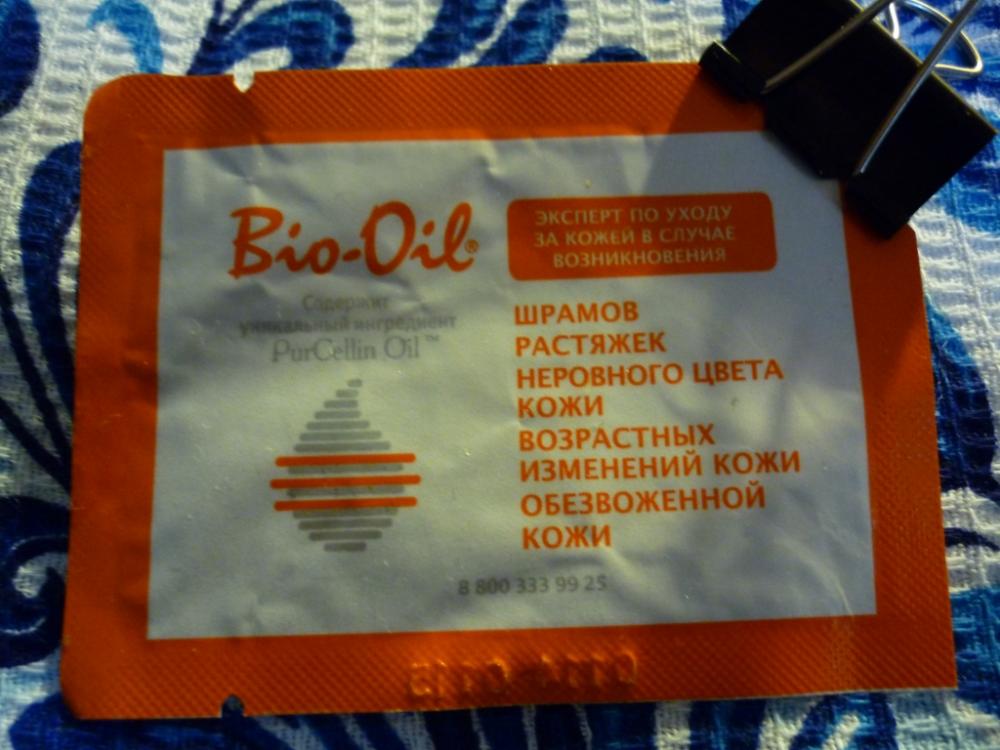 Bio-Oil®
Содержит
уникальный ингредиент
PurCellin Oil™
ЭКСПЕРТ ПО УХОДУ
ЗА КОЖЕЙ В СЛУЧАЕ
ВОЗНИКНОВЕНИЯ
ШРАМОВ
РАСТЯЖЕК
НЕРОВНОГО ЦВЕТА
КОЖИ
ВОЗРАСТНЫХ
ИЗМЕНЕНИЙ КОЖИ
ОБЕЗВОЖЕННОЙ
КОЖИ
8 800 333 99 25